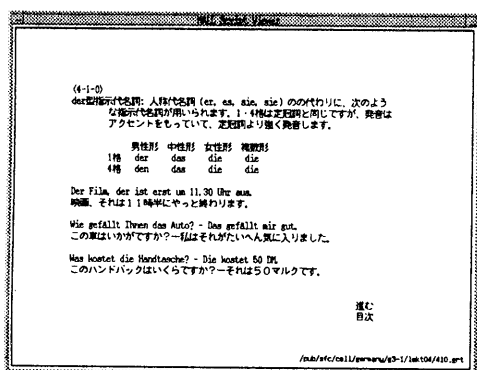 (4-1-0)
der型指示代名詞: 人称代名詞 (er, es, sie, sie) のの代わりに、次のよう
な指示代名詞が用いられます。1・4格は定冠詞と同じですが、発音は
アクセントをもっていて、定冠詞より強く発音します。
男性形 中性形 女性形 複数形
1格 der das die die
4格 den das die die
Der Film, der ist erst um 11.30 Uhr aus.
映画、それは11時半にやっと終わります。
Wie gefällt Ihnen das Auto? - Das gefällt mir gut.
この車はいかがですか?ー私はそれがたいへん気に入りました。
Was kostet die Handtasche? - Die kostet 50 DM.
このハンドバックはいくらですか?ーそれは50マルクです。
進む
目次
/pub/sfc/call/germany/g3-1/lekt04/410.srt